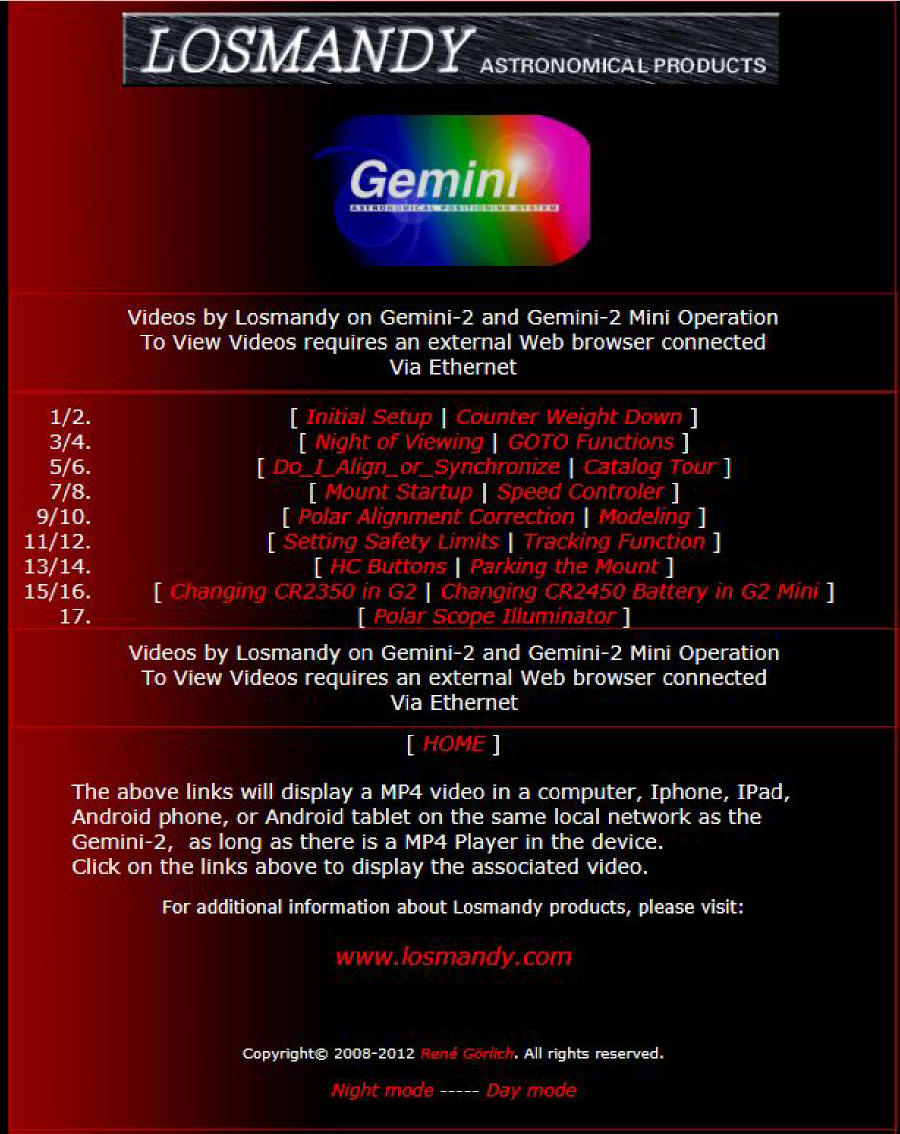 LOSMANDY ASTRONOMICAL PRODUCTS
Gemini
ASTRONOMICAL POSITIONING SYSTEM
Videos by Losmandy on Gemini-2 and Gemini-2 Mini Operation
To View Videos requires an external Web browser connected
Via Ethernet
1/2. [ Initial Setup | Counter Weight Down ]
3/4. [ Night of Viewing | GOTO Functions ]
5/6. [ Do_I_Align_or_Synchronize | Catalog Tour ]
7/8. [ Mount Startup | Speed Controler ]
9/10. [ Polar Alignment Correction | Modeling ]
11/12. [ Setting Safety Limits | Tracking Function ]
13/14. [ HC Buttons | Parking the Mount ]
15/16. [ Changing CR2350 in G2 | Changing CR2450 Battery in G2 Mini ]
17. [ Polar Scope Illuminator ]
Videos by Losmandy on Gemini-2 and Gemini-2 Mini Operation
To View Videos requires an external Web browser connected
Via Ethernet
[ HOME ]
The above links will display a MP4 video in a computer, Iphone, IPad,
Android phone, or Android tablet on the same local network as the
Gemini-2, as long as there is a MP4 Player in the device.
Click on the links above to display the associated video.
For additional information about Losmandy products, please visit:
www.losmandy.com
Copyright© 2008-2012 René Görlich. All rights reserved.
Night mode ----- Day mode